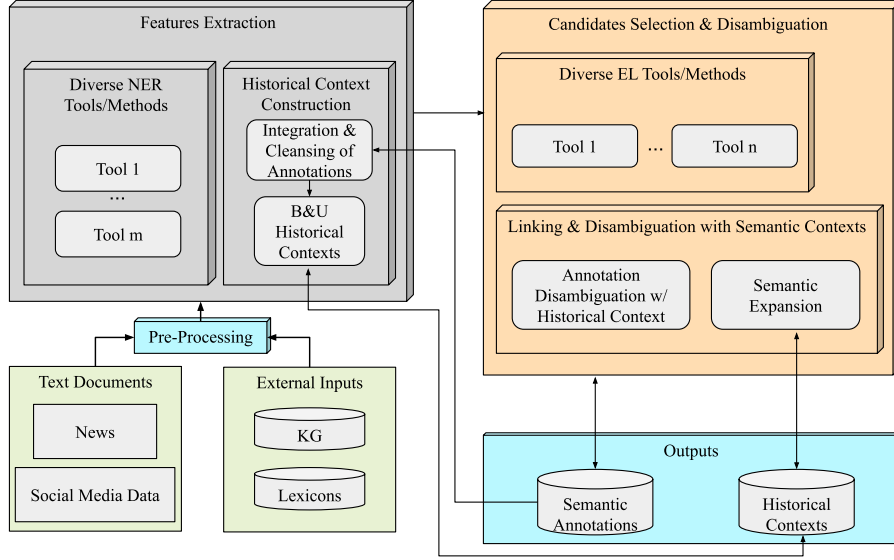 Features Extraction
Diverse NER
Tools/Methods
Tool 1
...
Tool m
Historical Context
Construction
Integration &
Cleansing of
Annotations
B&U
Historical
Contexts
Candidates Selection & Disambiguation
Diverse EL Tools/Methods
Tool 1
...
Tool n
Linking & Disambiguation with Semantic Contexts
Annotation
Disambiguation w/
Historical Context
Semantic
Expansion
Pre-Processing
Text Documents
News
Social Media Data
External Inputs
KG
Lexicons
Outputs
Semantic
Annotations
Historical
Contexts